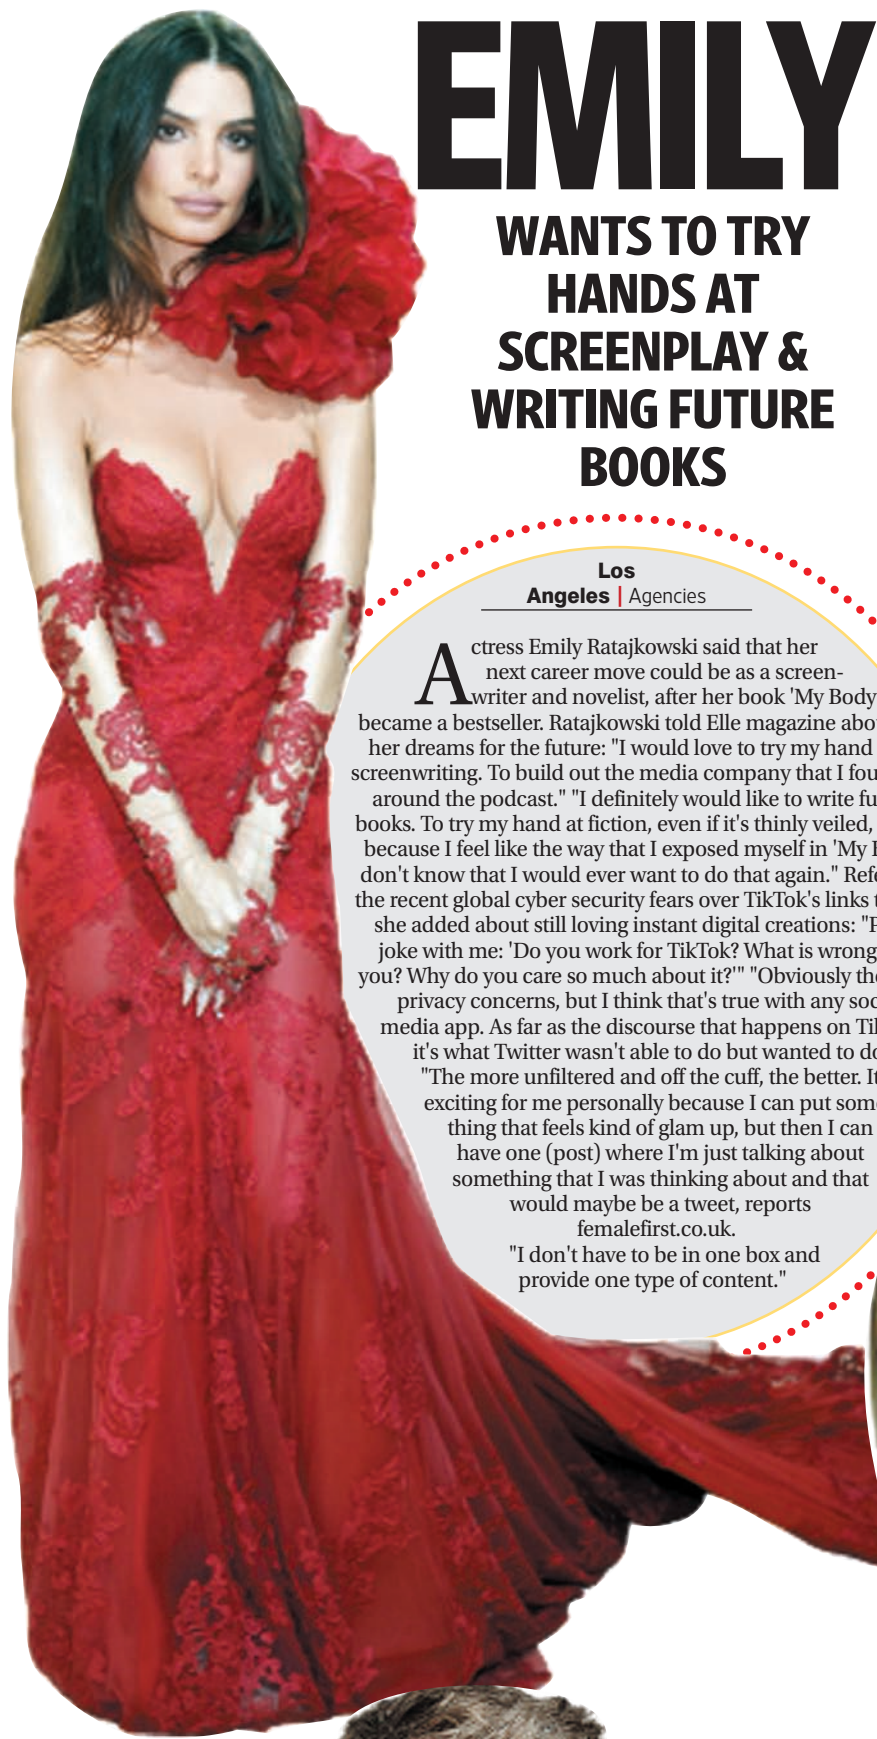 EMILY
WANTS TO TRY
HANDS AT
SCREENPLAY &
WRITING FUTURE
BOOKS
Los
Angeles | Agencies
Actress Emily Ratajkowski said that her
next career move could be as a screen-
writer and novelist, after her book 'My Body
became a bestseller. Ratajkowski told Elle magazine
her dreams for the future: "I would love to try my hand
screenwriting. To build out the media company that I
around the podcast." "I definitely would like to write
books. To try my hand at fiction, even if it's thinly veiled,
because I feel like the way that I exposed myself in 'My
don't know that I would ever want to do that again."
the recent global cyber security fears over TikTok's links
she added about still loving instant digital creations:
joke with me: 'Do you work for TikTok? What is wrong
you? Why do you care so much about it?'" "Obviously
privacy concerns, but I think that's true with any
media app. As far as the discourse that happens on
it's what Twitter wasn't able to do but wanted to
"The more unfiltered and off the cuff, the better.
exciting for me personally because I can put some
thing that feels kind of glam up, but then I can
have one (post) where I'm just talking about
something that I was thinking about and that
would maybe be a tweet, reports
femalefirst.co.uk.
"I don't have to be in one box and
provide one type of content."